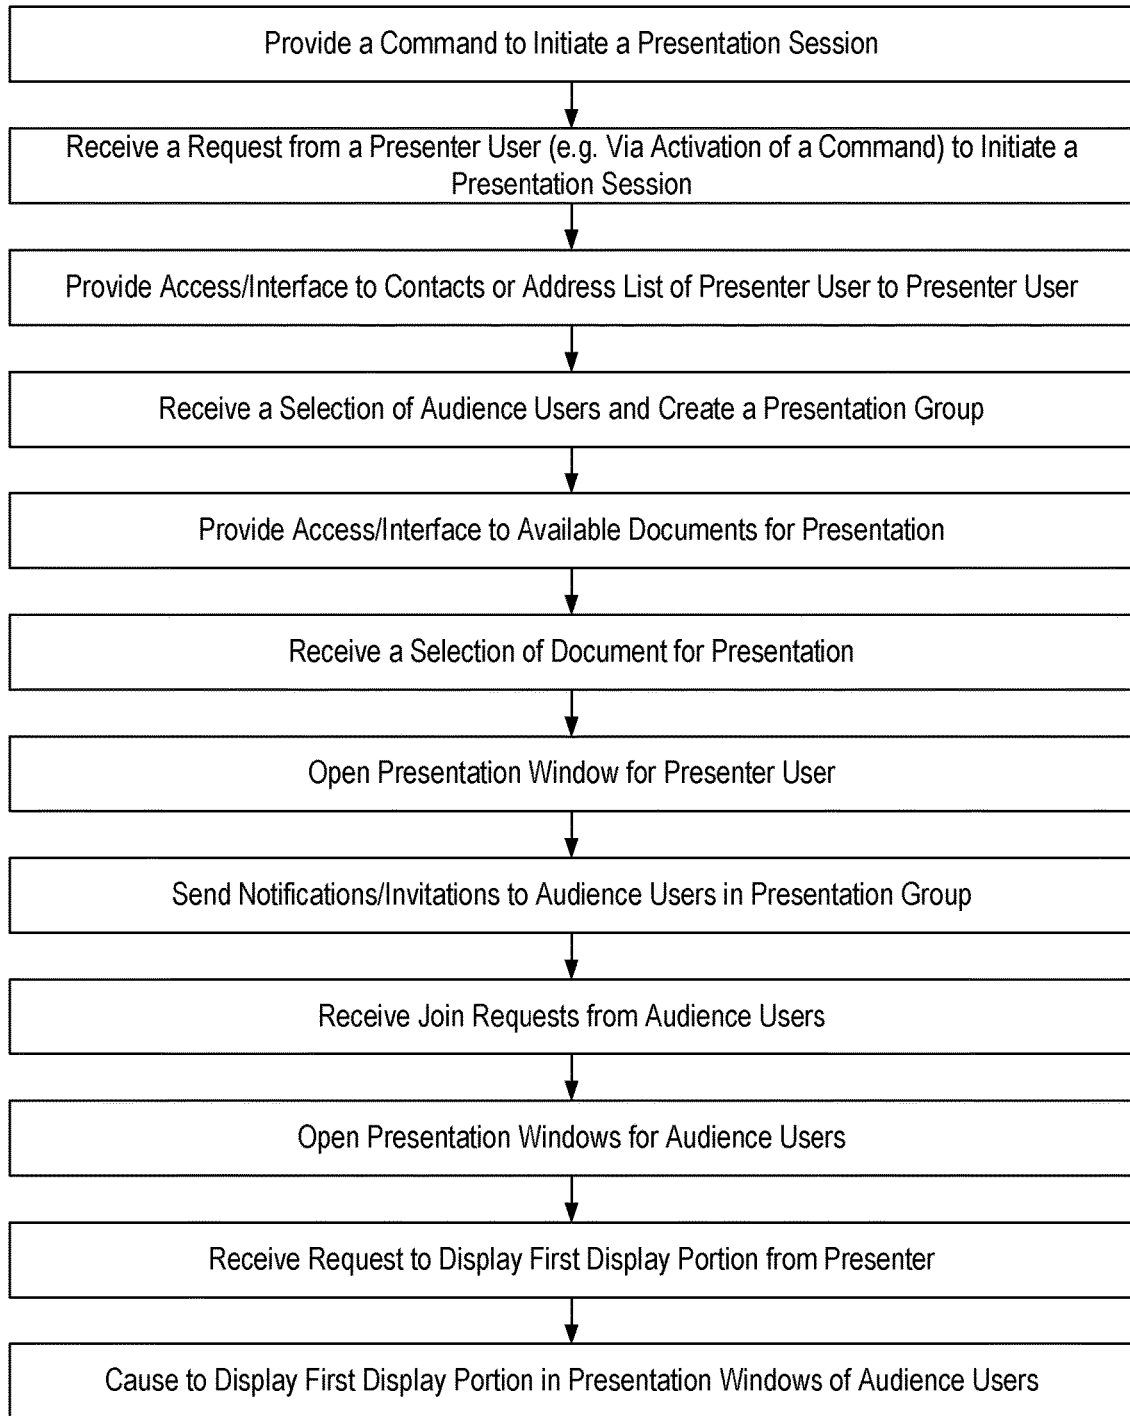 Provide a Command to Initiate a Presentation Session
Receive a Request from a Presenter User (e.g. Via Activation of a Command) to Initiate a
Presentation Session
Provide Access/Interface to Contacts or Address List of Presenter User to Presenter User
Receive a Selection of Audience Users and Create a Presentation Group
Provide Access/Interface to Available Documents for Presentation
Receive a Selection of Document for Presentation
Open Presentation Window for Presenter User
Send Notifications/Invitations to Audience Users in Presentation Group
Receive Join Requests from Audience Users
Open Presentation Windows for Audience Users
Receive Request to Display First Display Portion from Presenter
Cause to Display First Display Portion in Presentation Windows of Audience Users